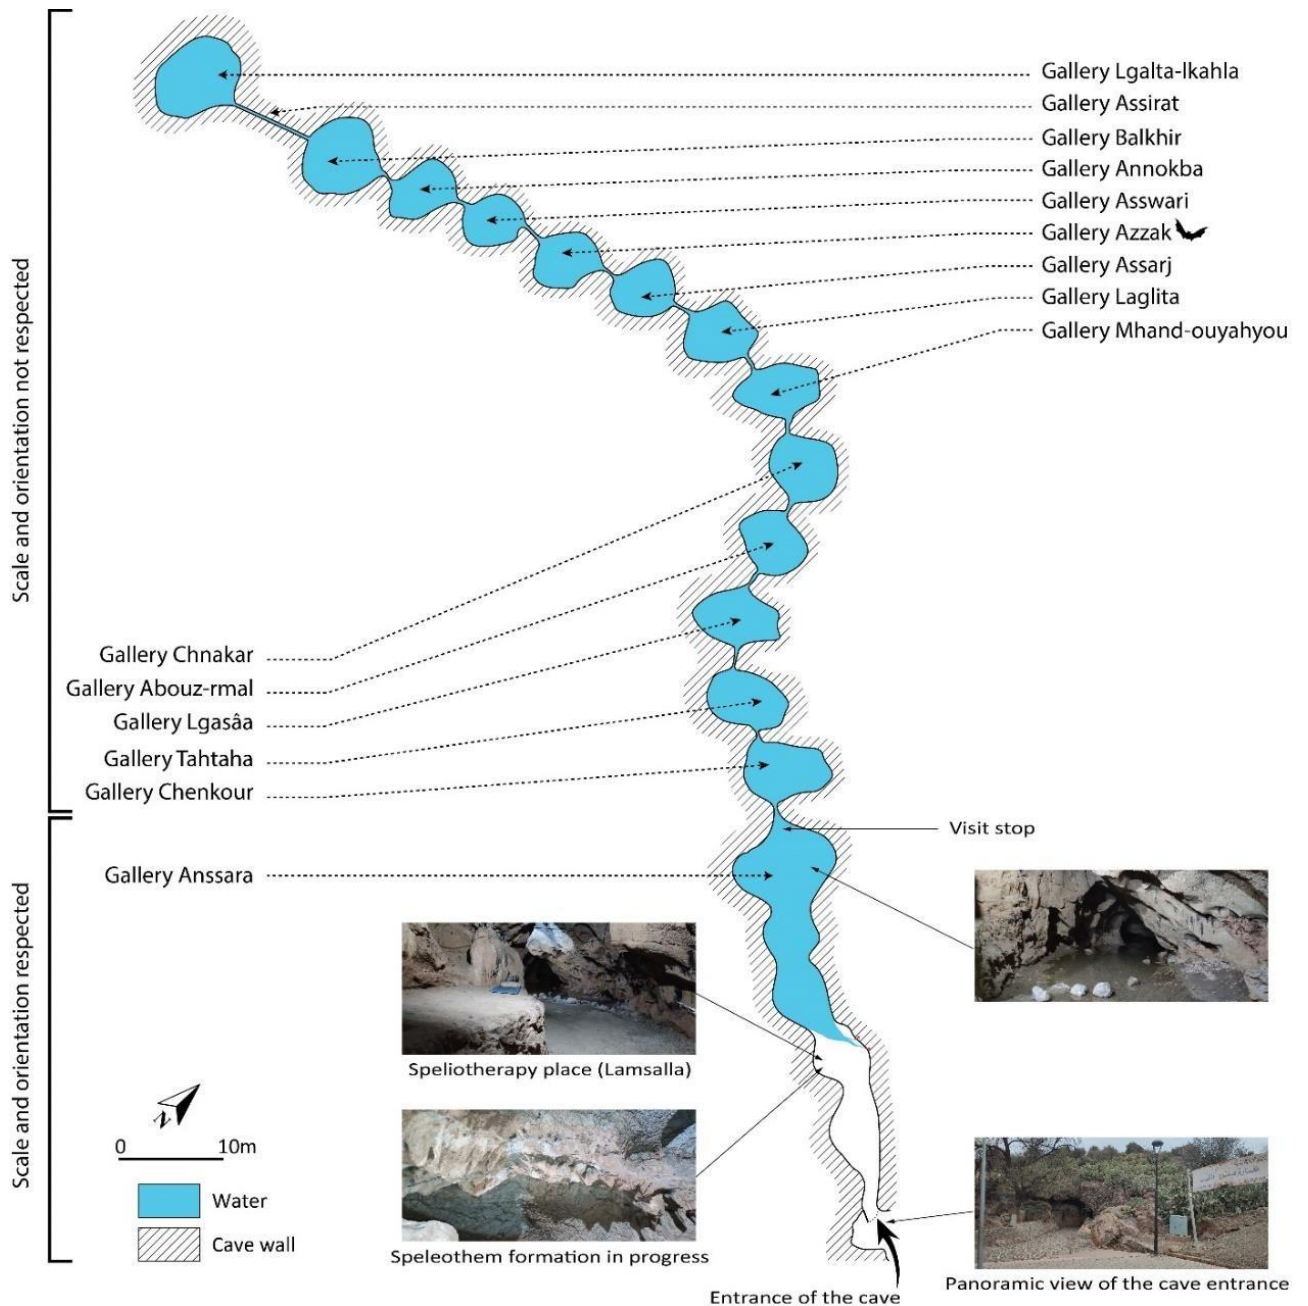 Scale and orientation not respected
Gallery Lgalta-lkahla
Gallery Assirat
Gallery Balkhir
Gallery Annokba
Gallery Asswari
Gallery Azzak
Gallery Assarj
Gallery Laglita
Gallery Mhand-ouyahyou
Gallery Chnakar
Gallery Abouz-rmal
Gallery Lgasâa
Gallery Tahtaha
Gallery Chenkour
Scale and orientation respected
Visit stop
Gallery Anssara
Speliotherapy place (Lamsalla)
N
0 10m
Water
Cave wall
Speleothem formation in progress
Panoramic view of the cave entrance
Entrance of the cave